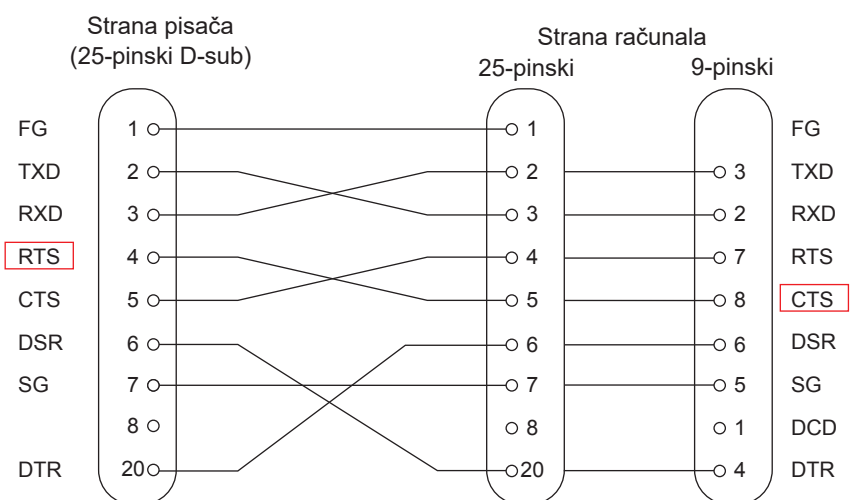 Strana pisača
(25-pinski D-sub)
Strana računala
25-pinski 9-pinski
FG 1 1 FG
TXD 2 2 3 TXD
RXD 3 3 2 RXD
RTS 4 4 7 RTS
CTS 5 5 8 CTS
DSR 6 6 6 DSR
SG 7 7 5 SG
8 8 1 DCD
DTR 20 20 4 DTR